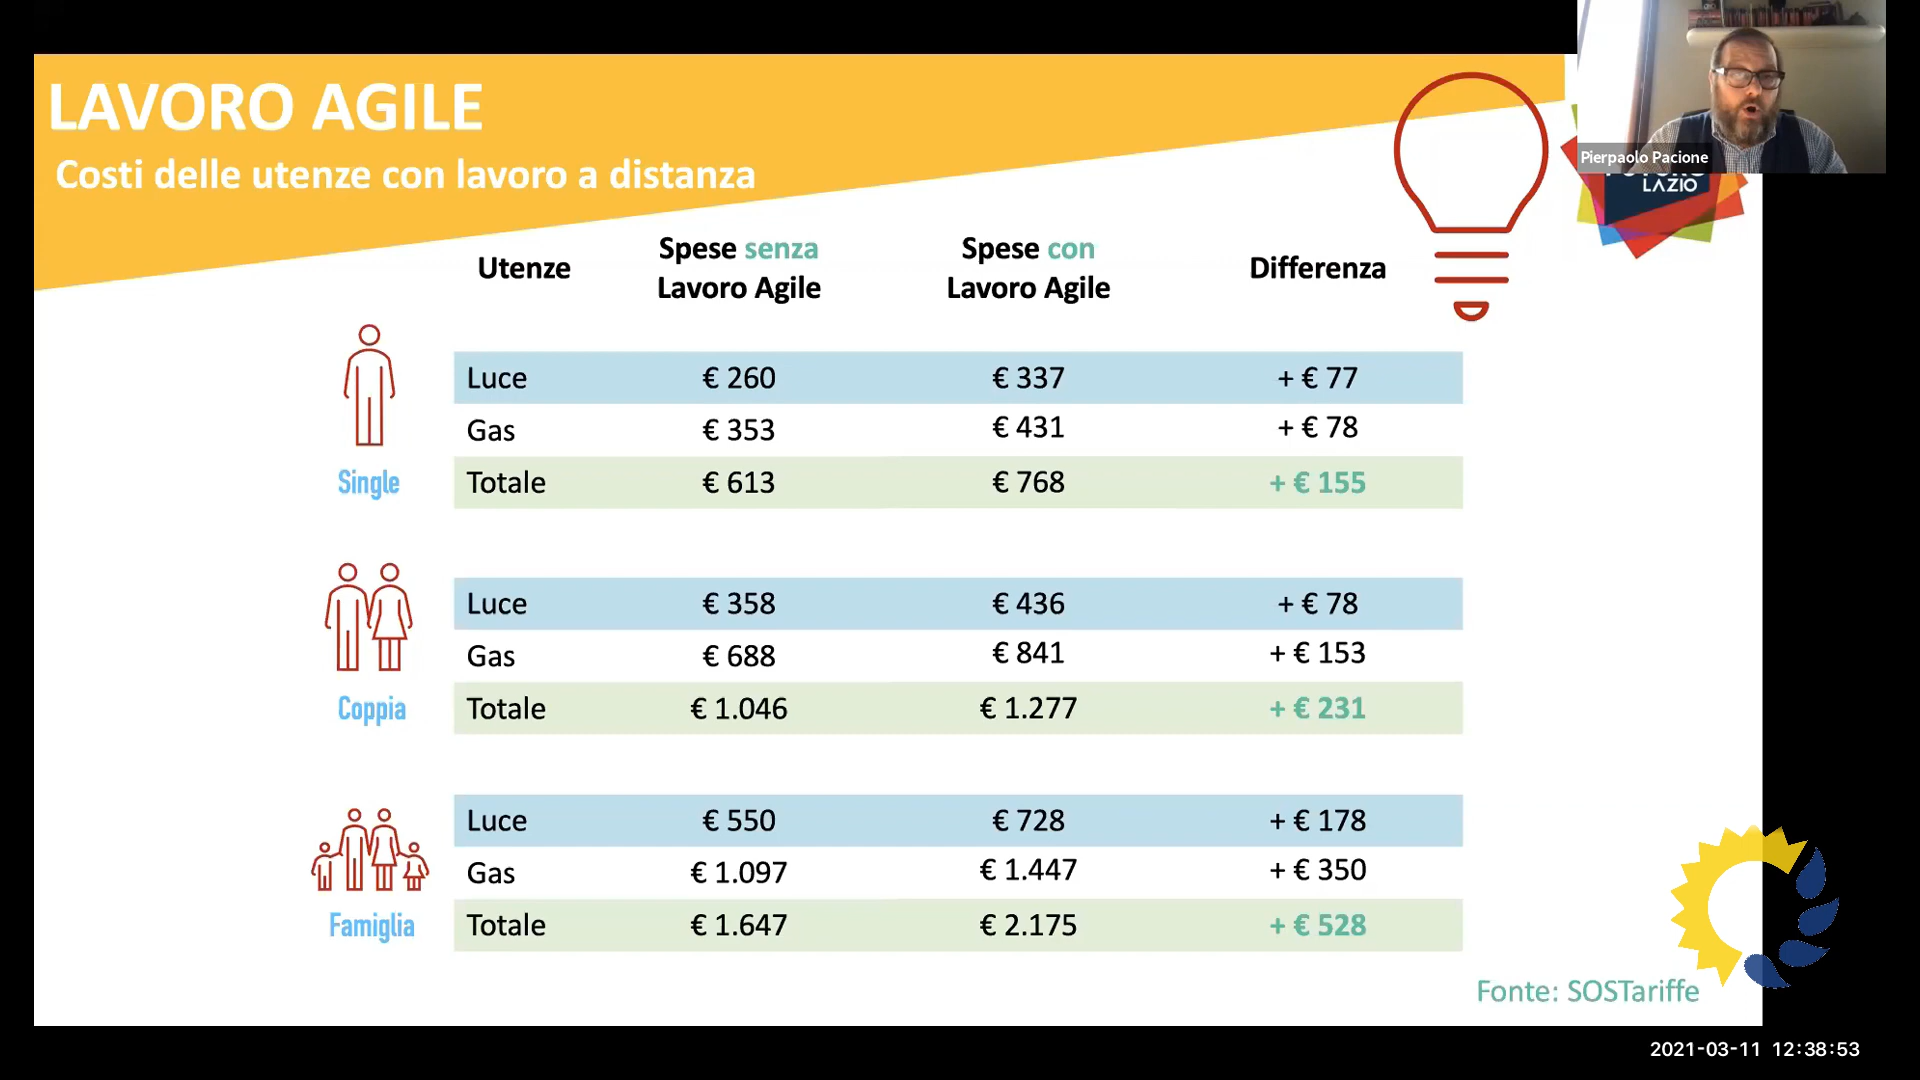 LAVORO AGILE
Costi delle utenze con lavoro a distanza
Pierpaolo Pacione
LAZIO
Utenze
Spese senza
Lavoro Agile
Spese con
Lavoro Agile
Differenza
Luce € 260 € 337 + € 77
Gas € 353 € 431 + € 78
Totale € 613 € 768 + € 155
Single
Luce € 358 € 436 + € 78
Gas € 688 € 841 + € 153
Totale € 1.046 € 1.277 + € 231
Coppia
Luce € 550 € 728 + € 178
Gas € 1.097 € 1.447 + € 350
Totale € 1.647 € 2.175 + € 528
Famiglia
Fonte: SOSTariffe
2021-03-11 12:38:53